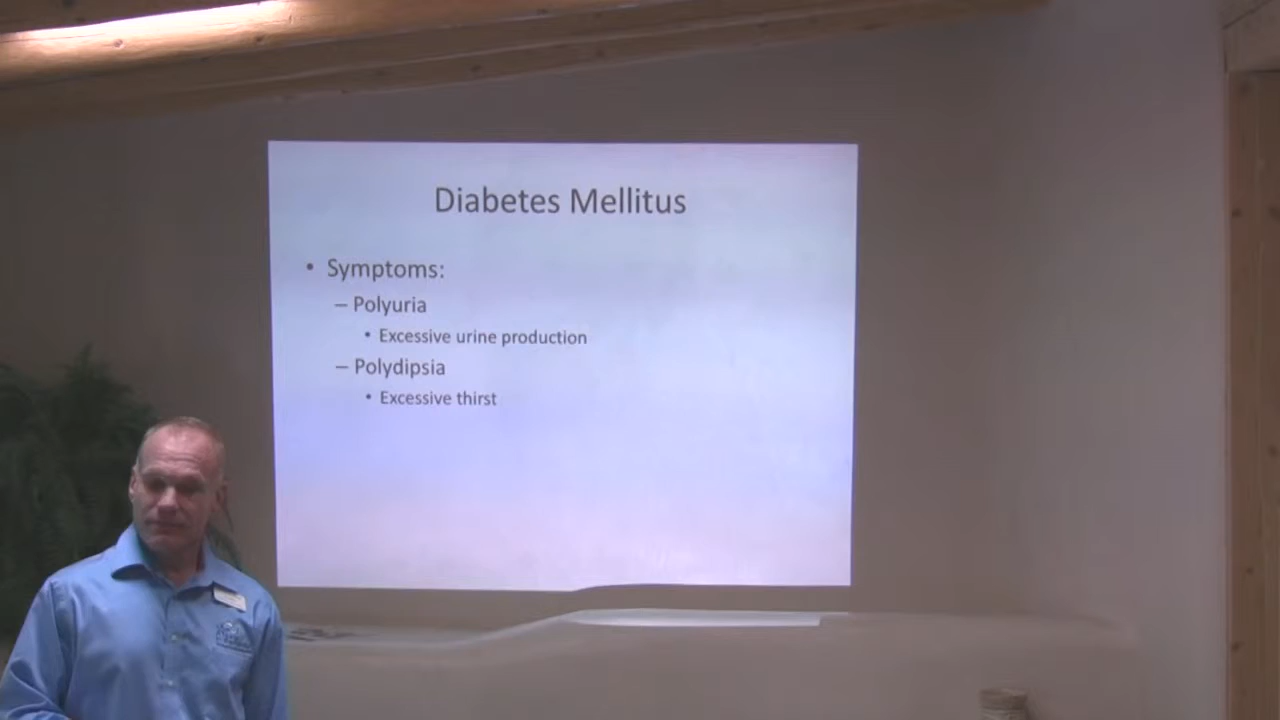 Diabetes Mellitus
• Symptoms:
– Polyuria
• Excessive urine production
– Polydipsia
• Excessive thirst